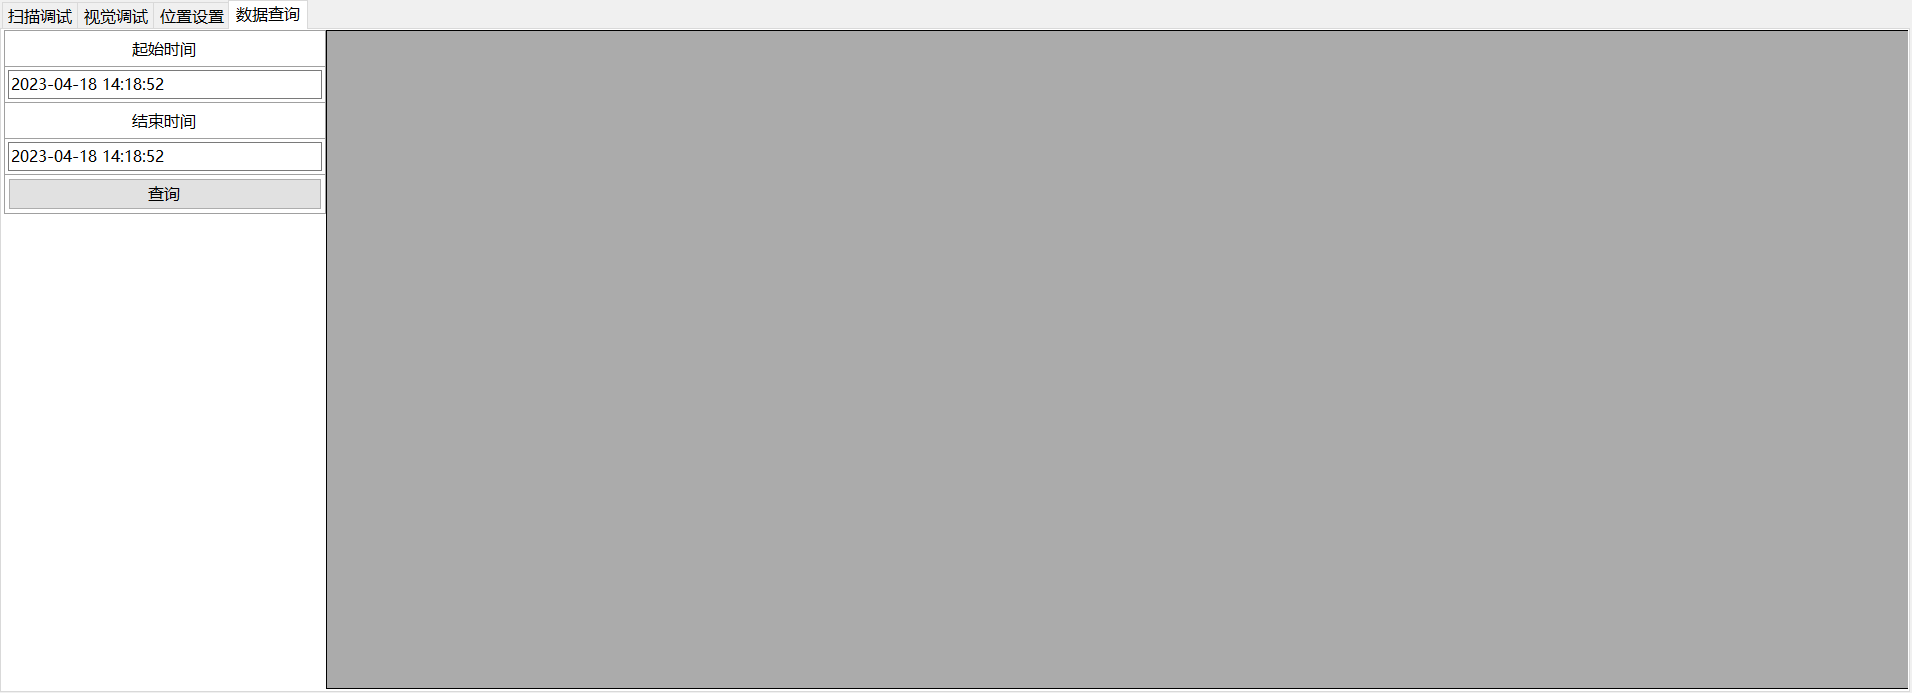 扫描调试 视觉调试 位置设置 数据查询
起始时间
2023-04-18 14:18:52
结束时间
2023-04-18 14:18:52
查询